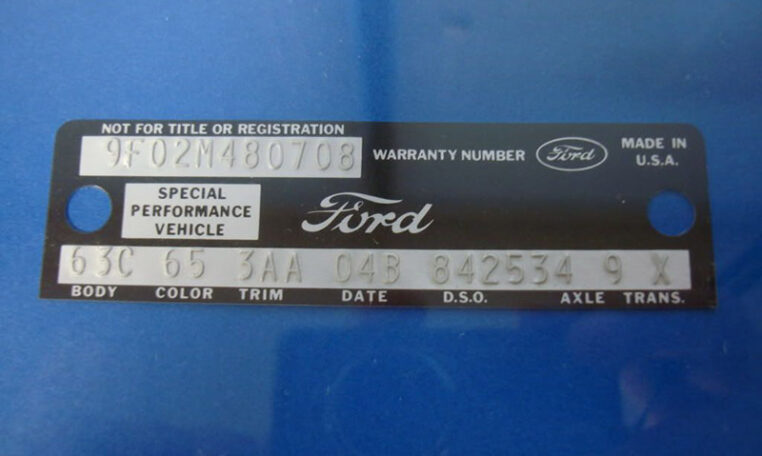 NOT FOR TITLE OR REGISTRATION
9F02M480708 WARRANTY NUMBER Ford MADE IN U.S.A.
SPECIAL PERFORMANCE VEHICLE Ford
63C 65 3AA 04B 842534 9 X
BODY COLOR TRIM DATE D.S.O. AXLE TRANS.